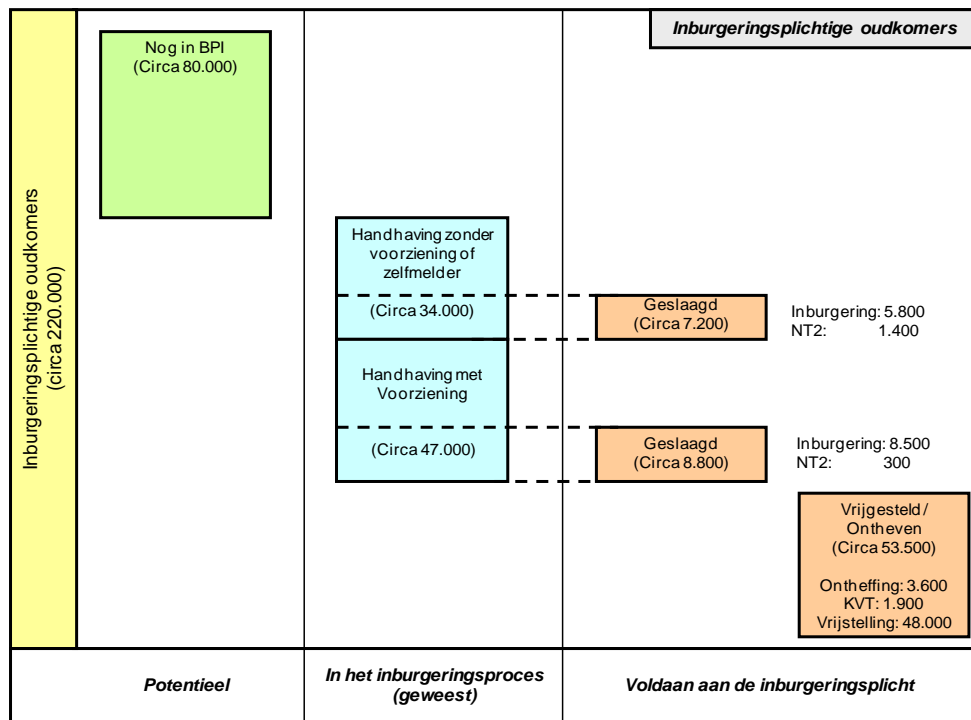 Inburgeringsplichtige oudkomers
Inburgeringsplichtige oudkomers
(circa 220.000)
Nog in BPI
(Circa 80.000)
Handhaving zonder
voorziening of
zelfmelder
(Circa 34.000)
Geslaagd
(Circa 7.200)
Inburgering: 5.800
NT2: 1.400
Handhaving met
Voorziening
(Circa 47.000)
Geslaagd
(Circa 8.800)
Inburgering: 8.500
NT2: 300
Vrijgesteld /
Ontheven
(Circa 53.500)
Ontheffing: 3.600
KVT: 1.900
Vrijstelling: 48.000
Potentieel
In het inburgeringsproces
(geweest)
Voldaan aan de inburgeringsplicht